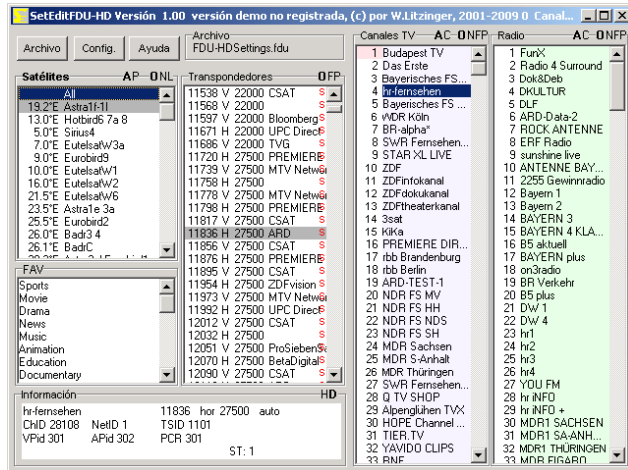 SetEditFDU-HD Versión 1.00 versión demo no registrada, (c) por W.Litzinger, 2001-2009 0 Canal...
Archivo
Config.
Ayuda
Archivo
FDU-HDSettings.fdu
Satélites AP ONL
All
19.2°E Astra1f-1l
13.0°E Hotbird6 7a 8
5.0°E Sirius4
7.0°E EutelsatW3a
9.0°E Eurobird9
10.0°E EutelsatW1
16.0°E EutelsatW2
21.5°E EutelsatW6
23.5°E Astra1e 3a
25.5°E Eurobird2
26.0°E Badr3 4
26.1°E BadrC
FAV
Sports
Movie
Drama
News
Music
Animation
Education
Documentary
Transpondedores OFP
11538 V 22000 CSAT S
11568 V 22000 S
11597 V 22000 Bloomberg S
11671 H 22000 UPC Direct S
11686 V 22000 TVG S
11720 H 27500 PREMIERE S
11739 V 27500 MTV Netwo S
11758 H 27500 S
11778 V 27500 MTV Netwo S
11798 H 27500 PREMIERE S
11817 V 27500 CSAT S
11836 H 27500 ARD S
11856 V 27500 CSAT S
11876 H 27500 PREMIERE S
11895 V 27500 CSAT S
11954 H 27500 ZDFvision S
11973 V 27500 MTV Netwo S
11992 H 27500 UPC Direct S
12012 V 27500 CSAT S
12032 H 27500 S
12051 V 27500 ProSiebenSa S
12070 H 27500 BetaDigital S
12090 V 27500 CSAT S
Información HD
hr-fernsehen 11836 hor 27500 auto
ChID 28108 NetID 1 TSID 1101
VPid 301 APid 302 PCR 301
ST: 1
Canales TV AC ONFP
1 Budapest TV
2 Das Erste
3 Bayerisches FS...
4 hr-fernsehen
5 Bayerisches FS ...
6 WDR Köln
7 BR-alpha*
8 SWR Fernsehen...
9 STAR XL LIVE
10 ZDF
11 ZDFinfokanal
12 ZDFdokukanal
13 ZDFtheaterkanal
14 3sat
15 KiKa
16 PREMIERE DIR...
17 rbb Brandenburg
18 rbb Berlin
19 ARD-TEST-1
20 NDR FS MV
21 NDR FS HH
22 NDR FS NDS
23 NDR FS SH
24 MDR Sachsen
25 MDR S-Anhalt
26 MDR Thüringen
27 SWR Fernsehen...
28 Q TV SHOP
29 Alpenglühen TVX
30 HOPE Channel ...
31 TIER.TV
32 YAVIDO CLIPS
33 RNF
Radio AC ONFP
1 FunX
2 Radio 4 Surround
3 Dok&Deb
4 DKULTUR
5 DLF
6 ARD-Data-2
7 ROCK ANTENNE
8 ERF Radio
9 sunshine live
10 ANTENNE BAY...
11 2255 Gewinnradio
12 Bayern 1
13 Bayern 2
14 BAYERN 3
15 BAYERN 4 KLA...
16 B5 aktuell
17 BAYERN plus
18 on3radio
19 BR Verkehr
20 B5 plus
21 DW 1
22 DW 4
23 hr1
24 hr2
25 hr3
26 hr4
27 YOU FM
28 hr iNFO
29 hr iNFO +
30 MDR1 SACHSEN
31 MDR1 SA-ANH...
32 MDR1 THÜRINGEN
33 MDR FIGARO